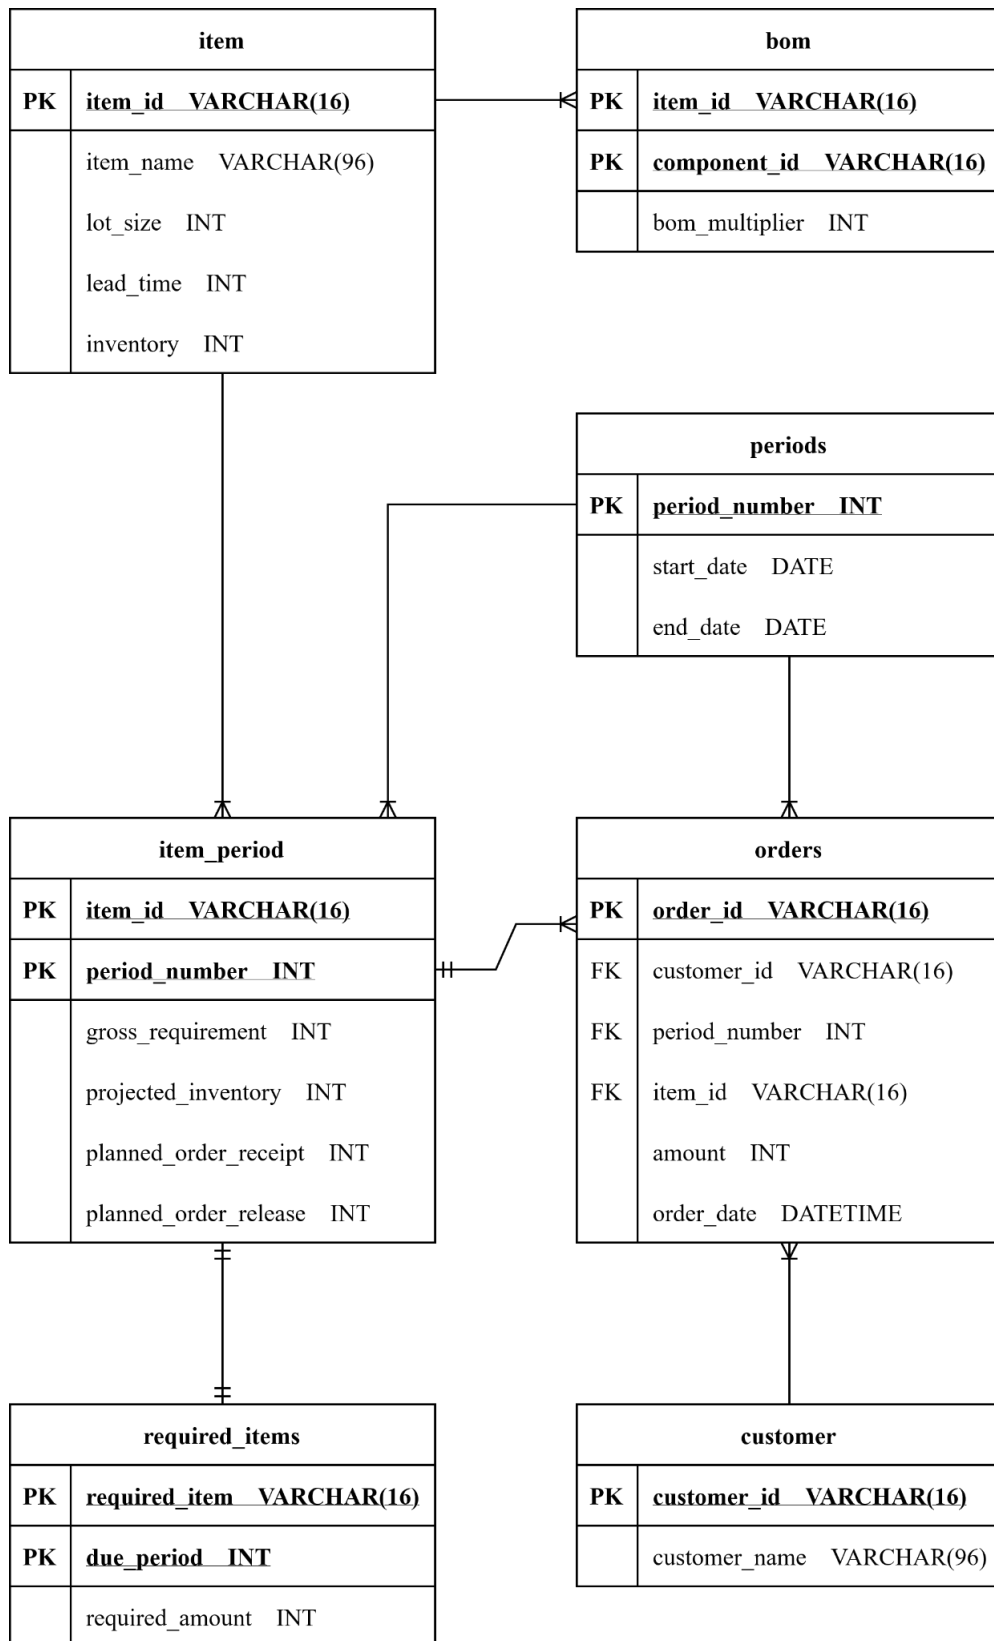 item
PK item_id VARCHAR(16)
item_name VARCHAR(96)
lot_size INT
lead_time INT
inventory INT
bom
PK item_id VARCHAR(16)
PK component_id VARCHAR(16)
bom_multiplier INT
periods
PK period_number INT
start_date DATE
end_date DATE
item_period
PK item_id VARCHAR(16)
PK period_number INT
gross_requirement INT
projected_inventory INT
planned_order_receipt INT
planned_order_release INT
orders
PK order_id VARCHAR(16)
FK customer_id VARCHAR(16)
FK period_number INT
FK item_id VARCHAR(16)
amount INT
order_date DATETIME
required_items
PK required_item VARCHAR(16)
PK due_period INT
required_amount INT
customer
PK customer_id VARCHAR(16)
customer_name VARCHAR(96)